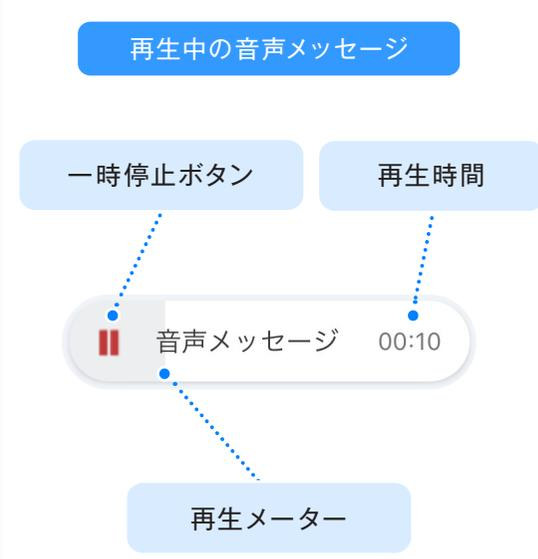 再生中の音声メッセージ
一時停止ボタン
再生時間
音声メッセージ 00:10
再生メーター